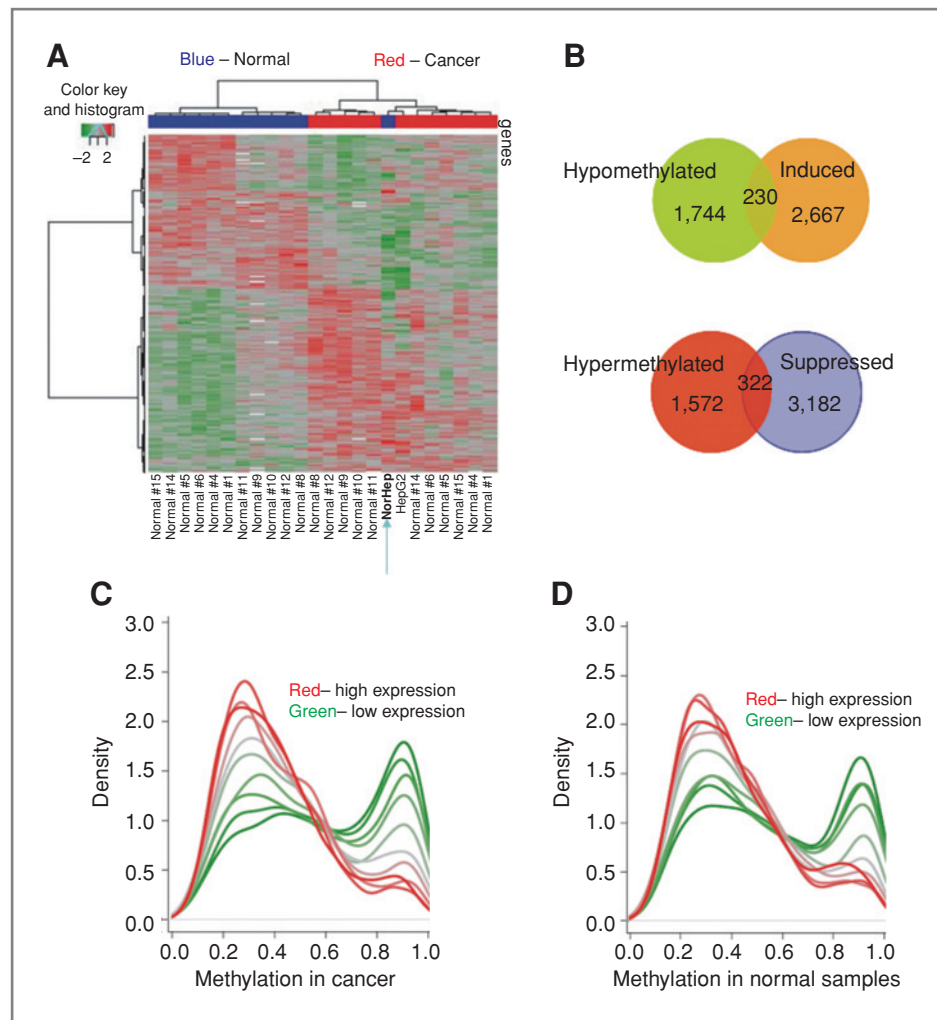 A
Blue – Normal
Red – Cancer
Color key
and histogram
–2 2
genes
Normal #15
Normal #14
Normal #5
Normal #6
Normal #4
Normal #1
Normal #11
Normal #9
Normal #10
Normal #12
Normal #8
Normal #8
Normal #12
Normal #9
Normal #10
Normal #11
NorHep
HepG2
Normal #14
Normal #6
Normal #5
Normal #15
Normal #4
Normal #1
B
Hypomethylated
Induced
1,744
230
2,667
Hypermethylated
Suppressed
1,572
322
3,182
C
3.0
2.5
2.0
1.5
1.0
0.5
0.0
Density
Red– high expression
Green– low expression
0.0 0.2 0.4 0.6 0.8 1.0
Methylation in cancer
D
3.0
2.5
2.0
1.5
1.0
0.5
0.0
Density
Red– high expression
Green– low expression
0.0 0.2 0.4 0.6 0.8 1.0
Methylation in normal samples